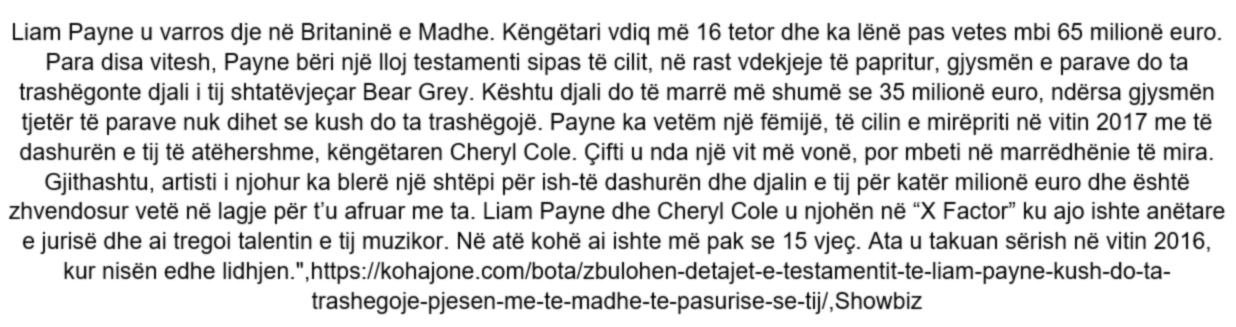 Liam Payne u varros dje në Britaninë e Madhe. Këngëtari vdiq më 16 tetor dhe ka lënë pas vetes mbi 65 milionë euro.
Para disa vitesh, Payne bëri një lloj testamenti sipas të cilit, në rast vdekjeje të papritur, gjysmën e parave do ta
trashëgonte djali i tij shtatëvjeçar Bear Grey. Kështu djali do të marrë më shumë se 35 milionë euro, ndërsa gjysmën
tjetër të parave nuk dihet se kush do ta trashëgojë. Payne ka vetëm një fëmijë, të cilin e mirëpriti në vitin 2017 me të
dashurën e tij të atëhershme, këngëtaren Cheryl Cole. Çifti u nda një vit më vonë, por mbeti në marrëdhënie të mira.
Gjithashtu, artisti i njohur ka blerë një shtëpi për ish-të dashurën dhe djalin e tij për katër milionë euro dhe është
zhvendosur vetë në lagje për t’u afruar me ta. Liam Payne dhe Cheryl Cole u njohën në “X Factor” ku ajo ishte anëtare
e jurisë dhe ai tregoi talentin e tij muzikor. Në atë kohë ai ishte më pak se 15 vjeç. Ata u takuan sërish në vitin 2016,
kur nisën edhe lidhjen.",https://kohajone.com/bota/zbulohen-detajet-e-testamentit-te-liam-payne-kush-do-ta-
trashegoje-pjesen-me-te-madhe-te-pasurise-se-tij/,Showbiz